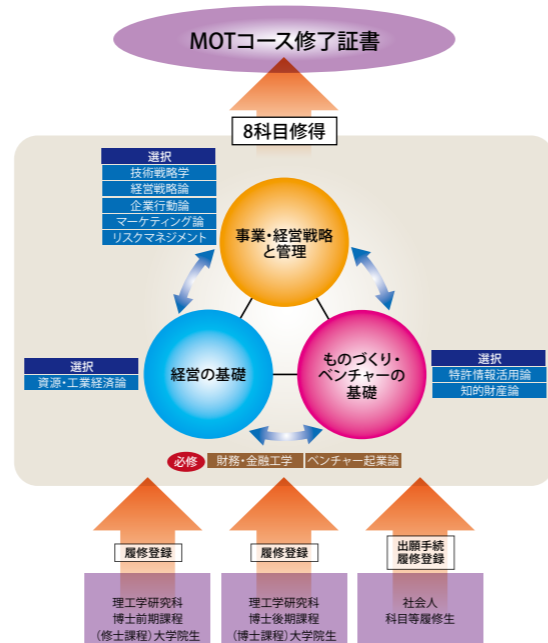 MOTコース修了証書
8科目修得
選択
技術戦略学
経営戦略論
企業行動論
マーケティング論
リスクマネジメント
事業・経営戦略
と管理
選択
資源・工業経済論
経営の基礎
ものづくり・
ベンチャーの
基礎
選択
特許情報活用論
知的財産論
必修
財務・金融工学
ベンチャー起業論
履修登録
履修登録
出願手続
履修登録
理工学研究科
博士前期課程
(修士課程)大学院生
理工学研究科
博士後期課程
(博士課程)大学院生
社会人
科目等履修生